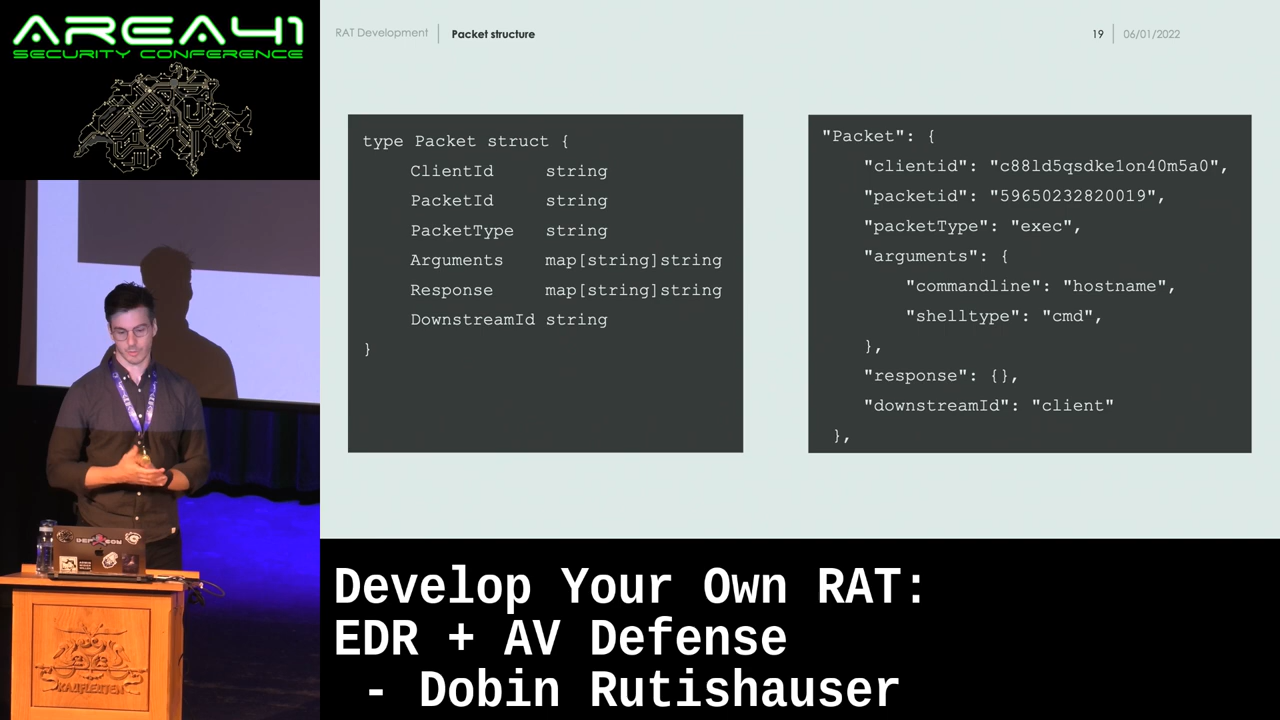 AREA41
SECURITY CONFERENCE
RAT Development
Packet structure
19
06/01/2022
type Packet struct {
ClientId string
PacketId string
PacketType string
Arguments map[string]string
Response map[string]string
DownstreamId string
}
"Packet": {
"clientid": "c88ld5qsdke1on40m5a0",
"packetid": "59650232820019",
"packetType": "exec",
"arguments": {
"commandline": "hostname",
"shelltype": "cmd",
},
"response": {},
"downstreamId": "client"
},
KAUFLEUTEN
Develop Your Own RAT:
EDR + AV Defense
- Dobin Rutishauser